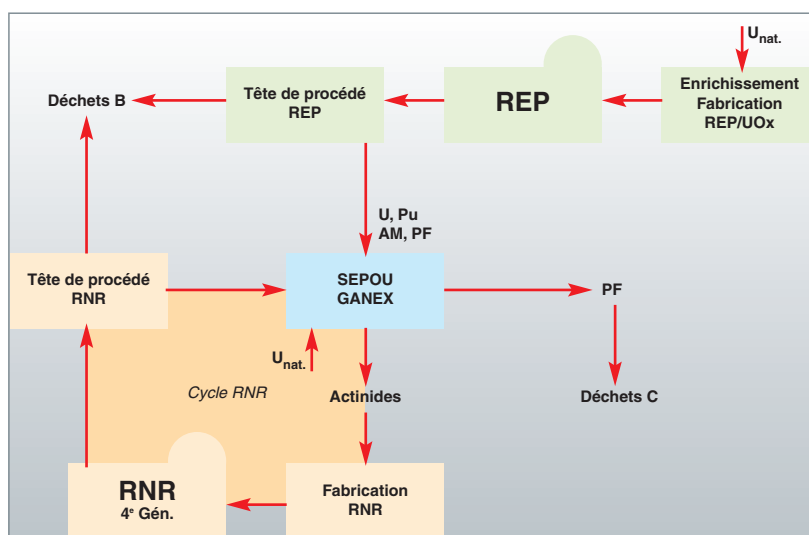 U nat.
Déchets B
Tête de procédé
REP
REP
Enrichissement
Fabrication
REP/UOx
U, Pu
AM, PF
Tête de procédé
RNR
SEPOU
GANEX
PF
U nat.
Cycle RNR
Actinides
Déchets C
RNR
4e Gén.
Fabrication
RNR